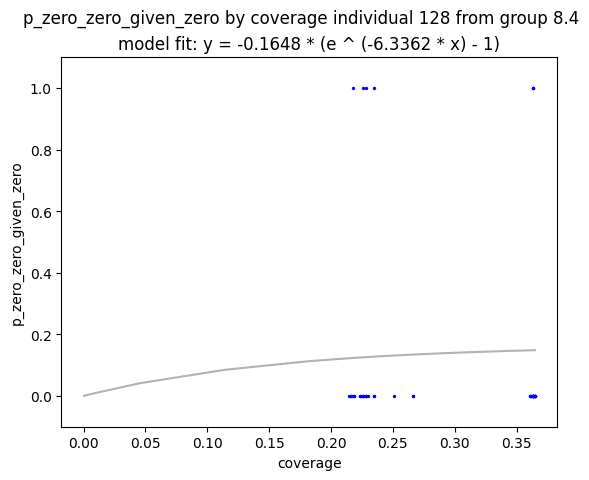 p_zero_zero_given_zero by coverage individual 128 from group 8.4
model fit: y = -0.1648 * (e ^ (-6.3362 * x) - 1)
p_zero_zero_given_zero
1.0
0.8
0.6
0.4
0.2
0.0
0.00 0.05 0.10 0.15 0.20 0.25 0.30 0.35
coverage